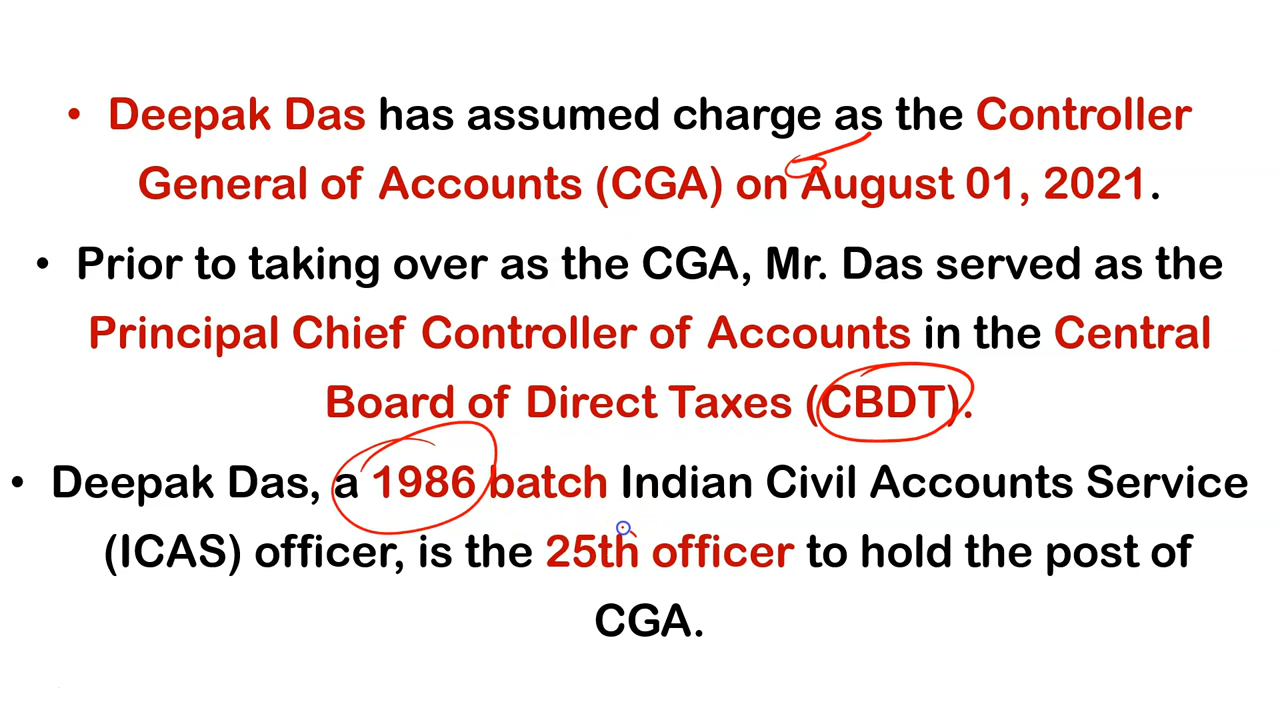 • Deepak Das has assumed charge as the Controller
General of Accounts (CGA) on August 01, 2021.
• Prior to taking over as the CGA, Mr. Das served as the
Principal Chief Controller of Accounts in the Central
Board of Direct Taxes (CBDT).
• Deepak Das, a 1986 batch Indian Civil Accounts Service
(ICAS) officer, is the 25th officer to hold the post of
CGA.